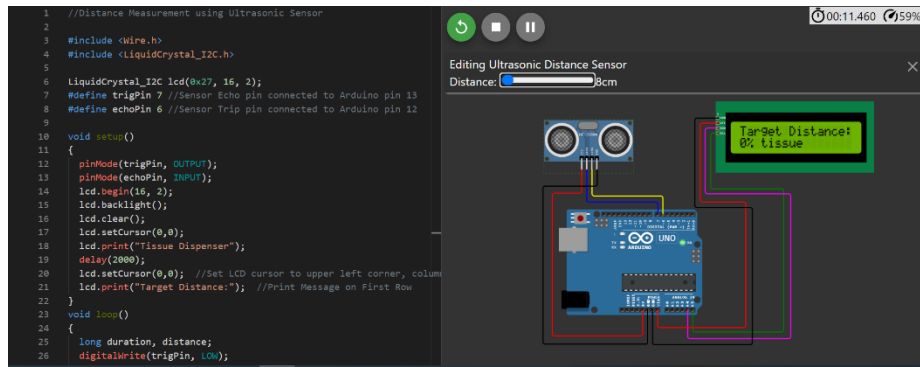 1 //Distance Measurement using Ultrasonic Sensor
2
3 #include <Wire.h>
4 #include <LiquidCrystal_I2C.h>
5
6 LiquidCrystal_I2C lcd(0x27, 16, 2);
7 #define trigPin 7 //Sensor Echo pin connected to Arduino pin 13
8 #define echoPin 6 //Sensor Trip pin connected to Arduino pin 12
9
10 void setup()
11 {
12 pinMode(trigPin, OUTPUT);
13 pinMode(echoPin, INPUT);
14 lcd.begin(16, 2);
15 lcd.backlight();
16 lcd.clear();
17 lcd.setCursor(0,0);
18 lcd.print("Tissue Dispenser");
19 delay(2000);
20 lcd.setCursor(0,0); //Set LCD cursor to upper left corner, colum
21 lcd.print("Target Distance:"); //Print Message on First Row
22 }
23 void loop()
24 {
25 long duration, distance;
26 digitalWrite(trigPin, LOW);
00:11.460 59%
Editing Ultrasonic Distance Sensor
Distance: 8cm
Target Distance:
0% tissue
DIGITAL (PWM ~)
UNO
ARDUINO
POWER
ANALOG IN